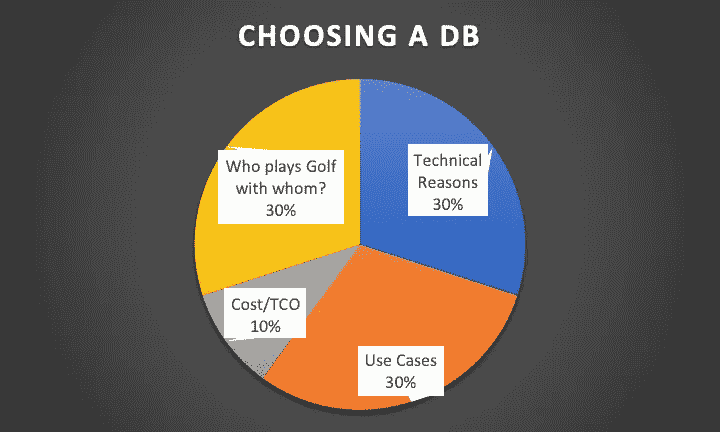 CHOOSING A DB
Who plays Golf
with whom?
30%
Technical
Reasons
30%
Cost/TCO
10%
Use Cases
30%